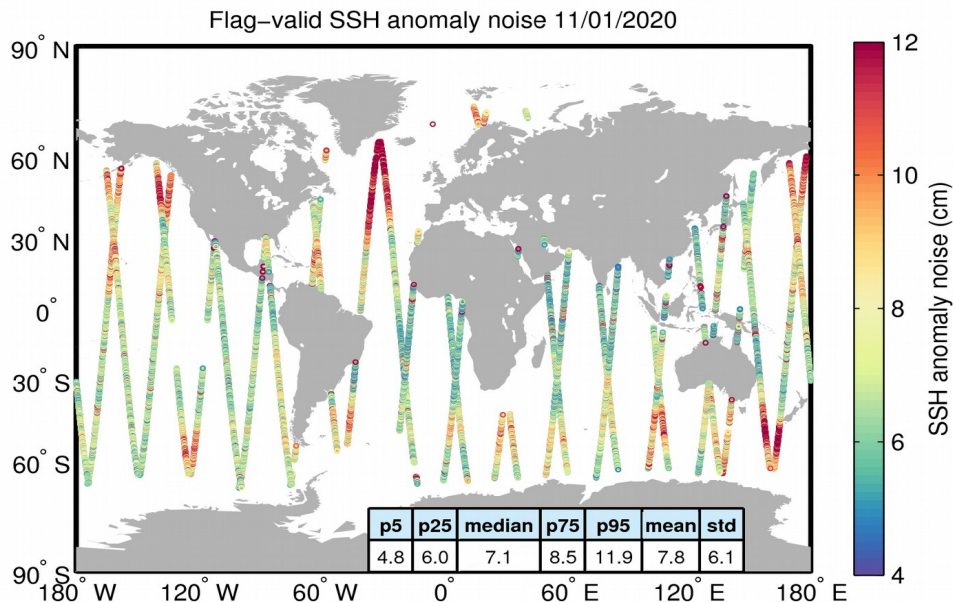 Flag−valid SSH anomaly noise 11/01/2020
90° N
60° N
30° N
0°
30° S
60° S
90° S
180° W
120° W
60° W
0°
60° E
120° E
180° E
12
10
8
6
4
SSH anomaly noise (cm)
p5 p25 median p75 p95 mean std
4.8 6.0 7.1 8.5 11.9 7.8 6.1